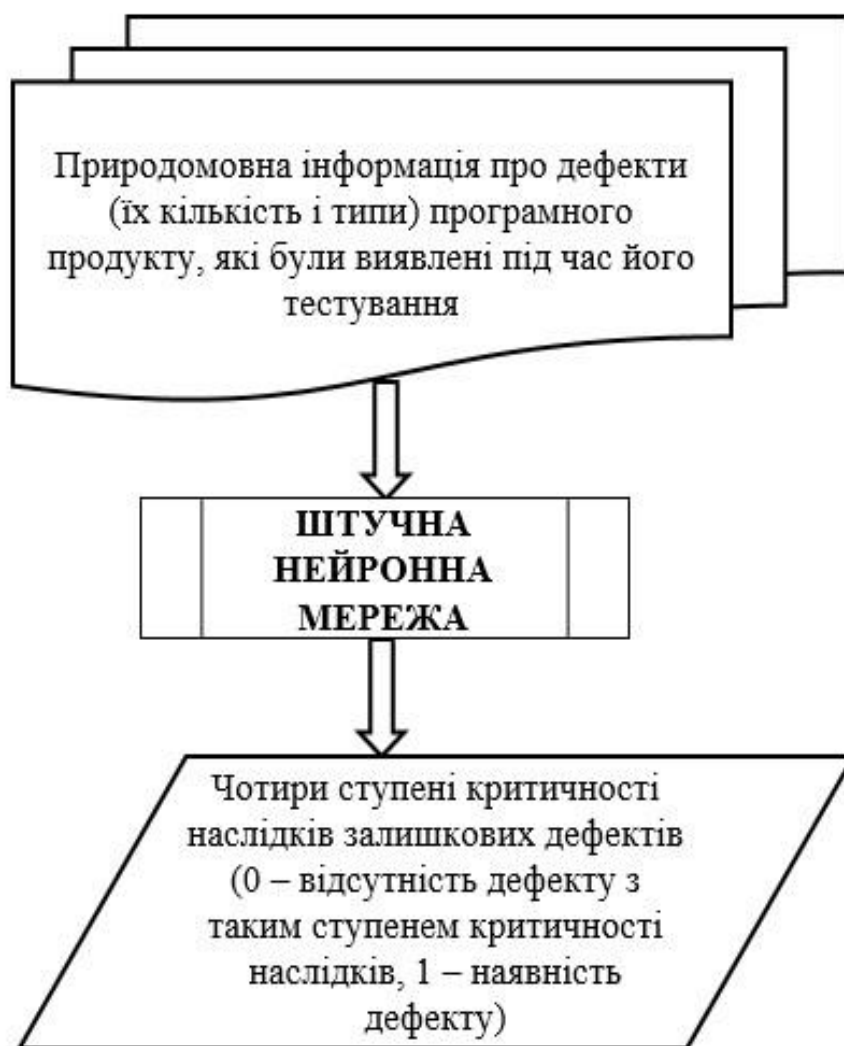 Природомовна інформація про дефекти
(їх кількість і типи) програмного
продукту, які були виявлені під час його
тестування
ШТУЧНА
НЕЙРОННА
МЕРЕЖА
Чотири ступені критичності
наслідків залишкових дефектів
(0 – відсутність дефекту з
таким ступенем критичності
наслідків, 1 – наявність
дефекту)